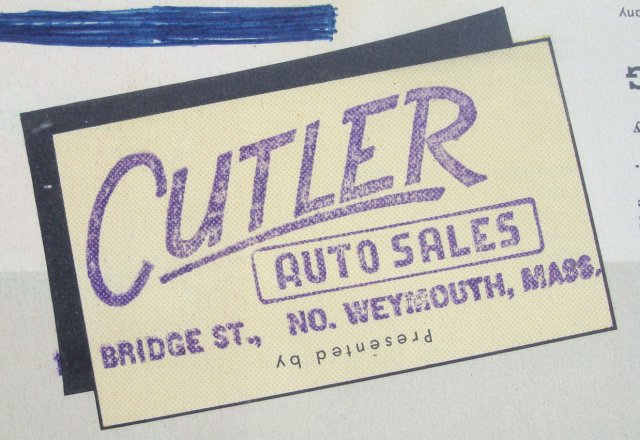 CUTLER
AUTO SALES
BRIDGE ST., NO. WEYMOUTH, MASS.
Presented by